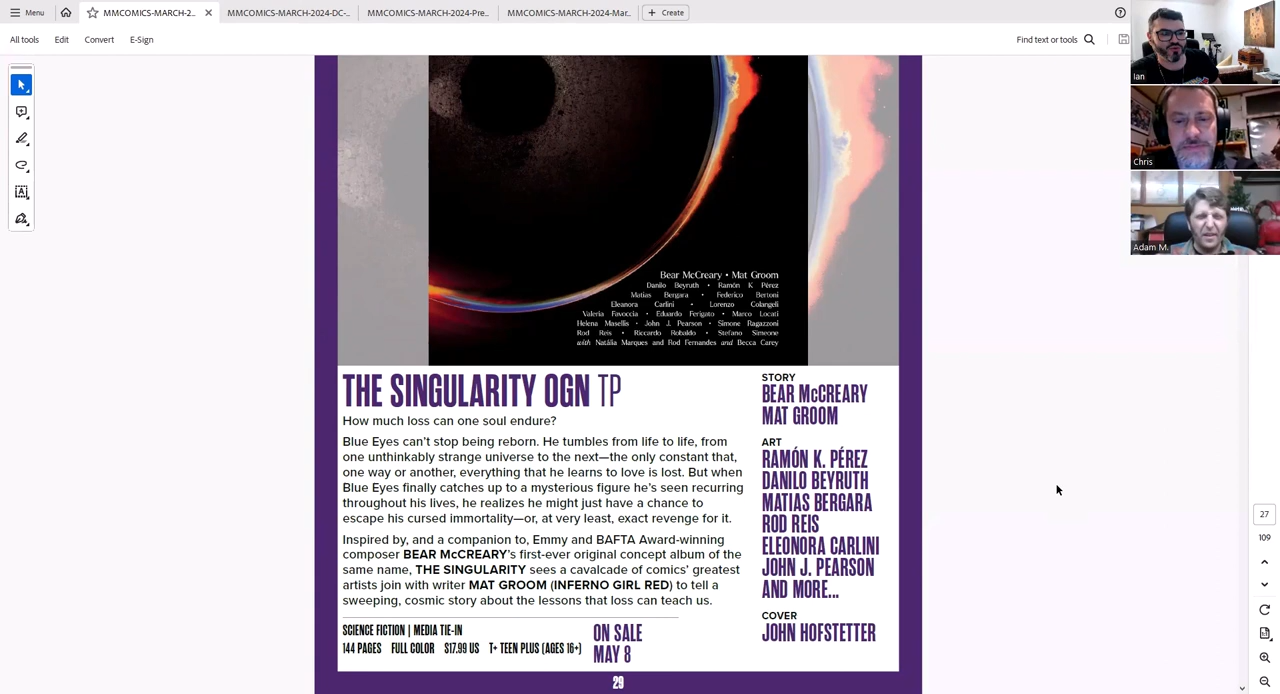 Menu
MMCOMICS-MARCH-2...
MMCOMICS-MARCH-2024-DC-...
MMCOMICS-MARCH-2024-Pre...
MMCOMICS-MARCH-2024-Mar...
Create
All tools
Edit
Convert
E-Sign
Find text or tools
Ian
Chris
Adam M.
Bear McCreary • Mat Groom
Danilo Beyruth • Ramón K Pérez
Matias Bergara • Federico Bertoni
Eleanora Carlini • Lorenzo Colangeli
Valeria Favoccia • Eduardo Ferigato • Marco Locati
Helena Masellis • John J. Pearson • Simone Ragazzoni
Rod Reis • Riccardo Robaldo • Stefano Simeone
with Natália Marques and Rod Fernandes and Becca Carey
THE SINGULARITY OGN TP
How much loss can one soul endure?
Blue Eyes can’t stop being reborn. He tumbles from life to life, from
one unthinkably strange universe to the next—the only constant that,
one way or another, everything that he learns to love is lost. But when
Blue Eyes finally catches up to a mysterious figure he’s seen recurring
throughout his lives, he realizes he might just have a chance to
escape his cursed immortality—or, at very least, exact revenge for it.
Inspired by, and a companion to, Emmy and BAFTA Award-winning
composer BEAR McCREARY’s first-ever original concept album of the
same name, THE SINGULARITY sees a cavalcade of comics’ greatest
artists join with writer MAT GROOM (INFERNO GIRL RED) to tell a
sweeping, cosmic story about the lessons that loss can teach us.
SCIENCE FICTION | MEDIA TIE-IN
144 PAGES FULL COLOR $17.99 US T+ TEEN PLUS (AGES 16+)
ON SALE
MAY 8
STORY
BEAR McCREARY
MAT GROOM
ART
RAMÓN K. PÉREZ
DANILO BEYRUTH
MATIAS BERGARA
ROD REIS
ELEONORA CARLINI
JOHN J. PEARSON
AND MORE...
COVER
JOHN HOFSTETTER
29
27
109